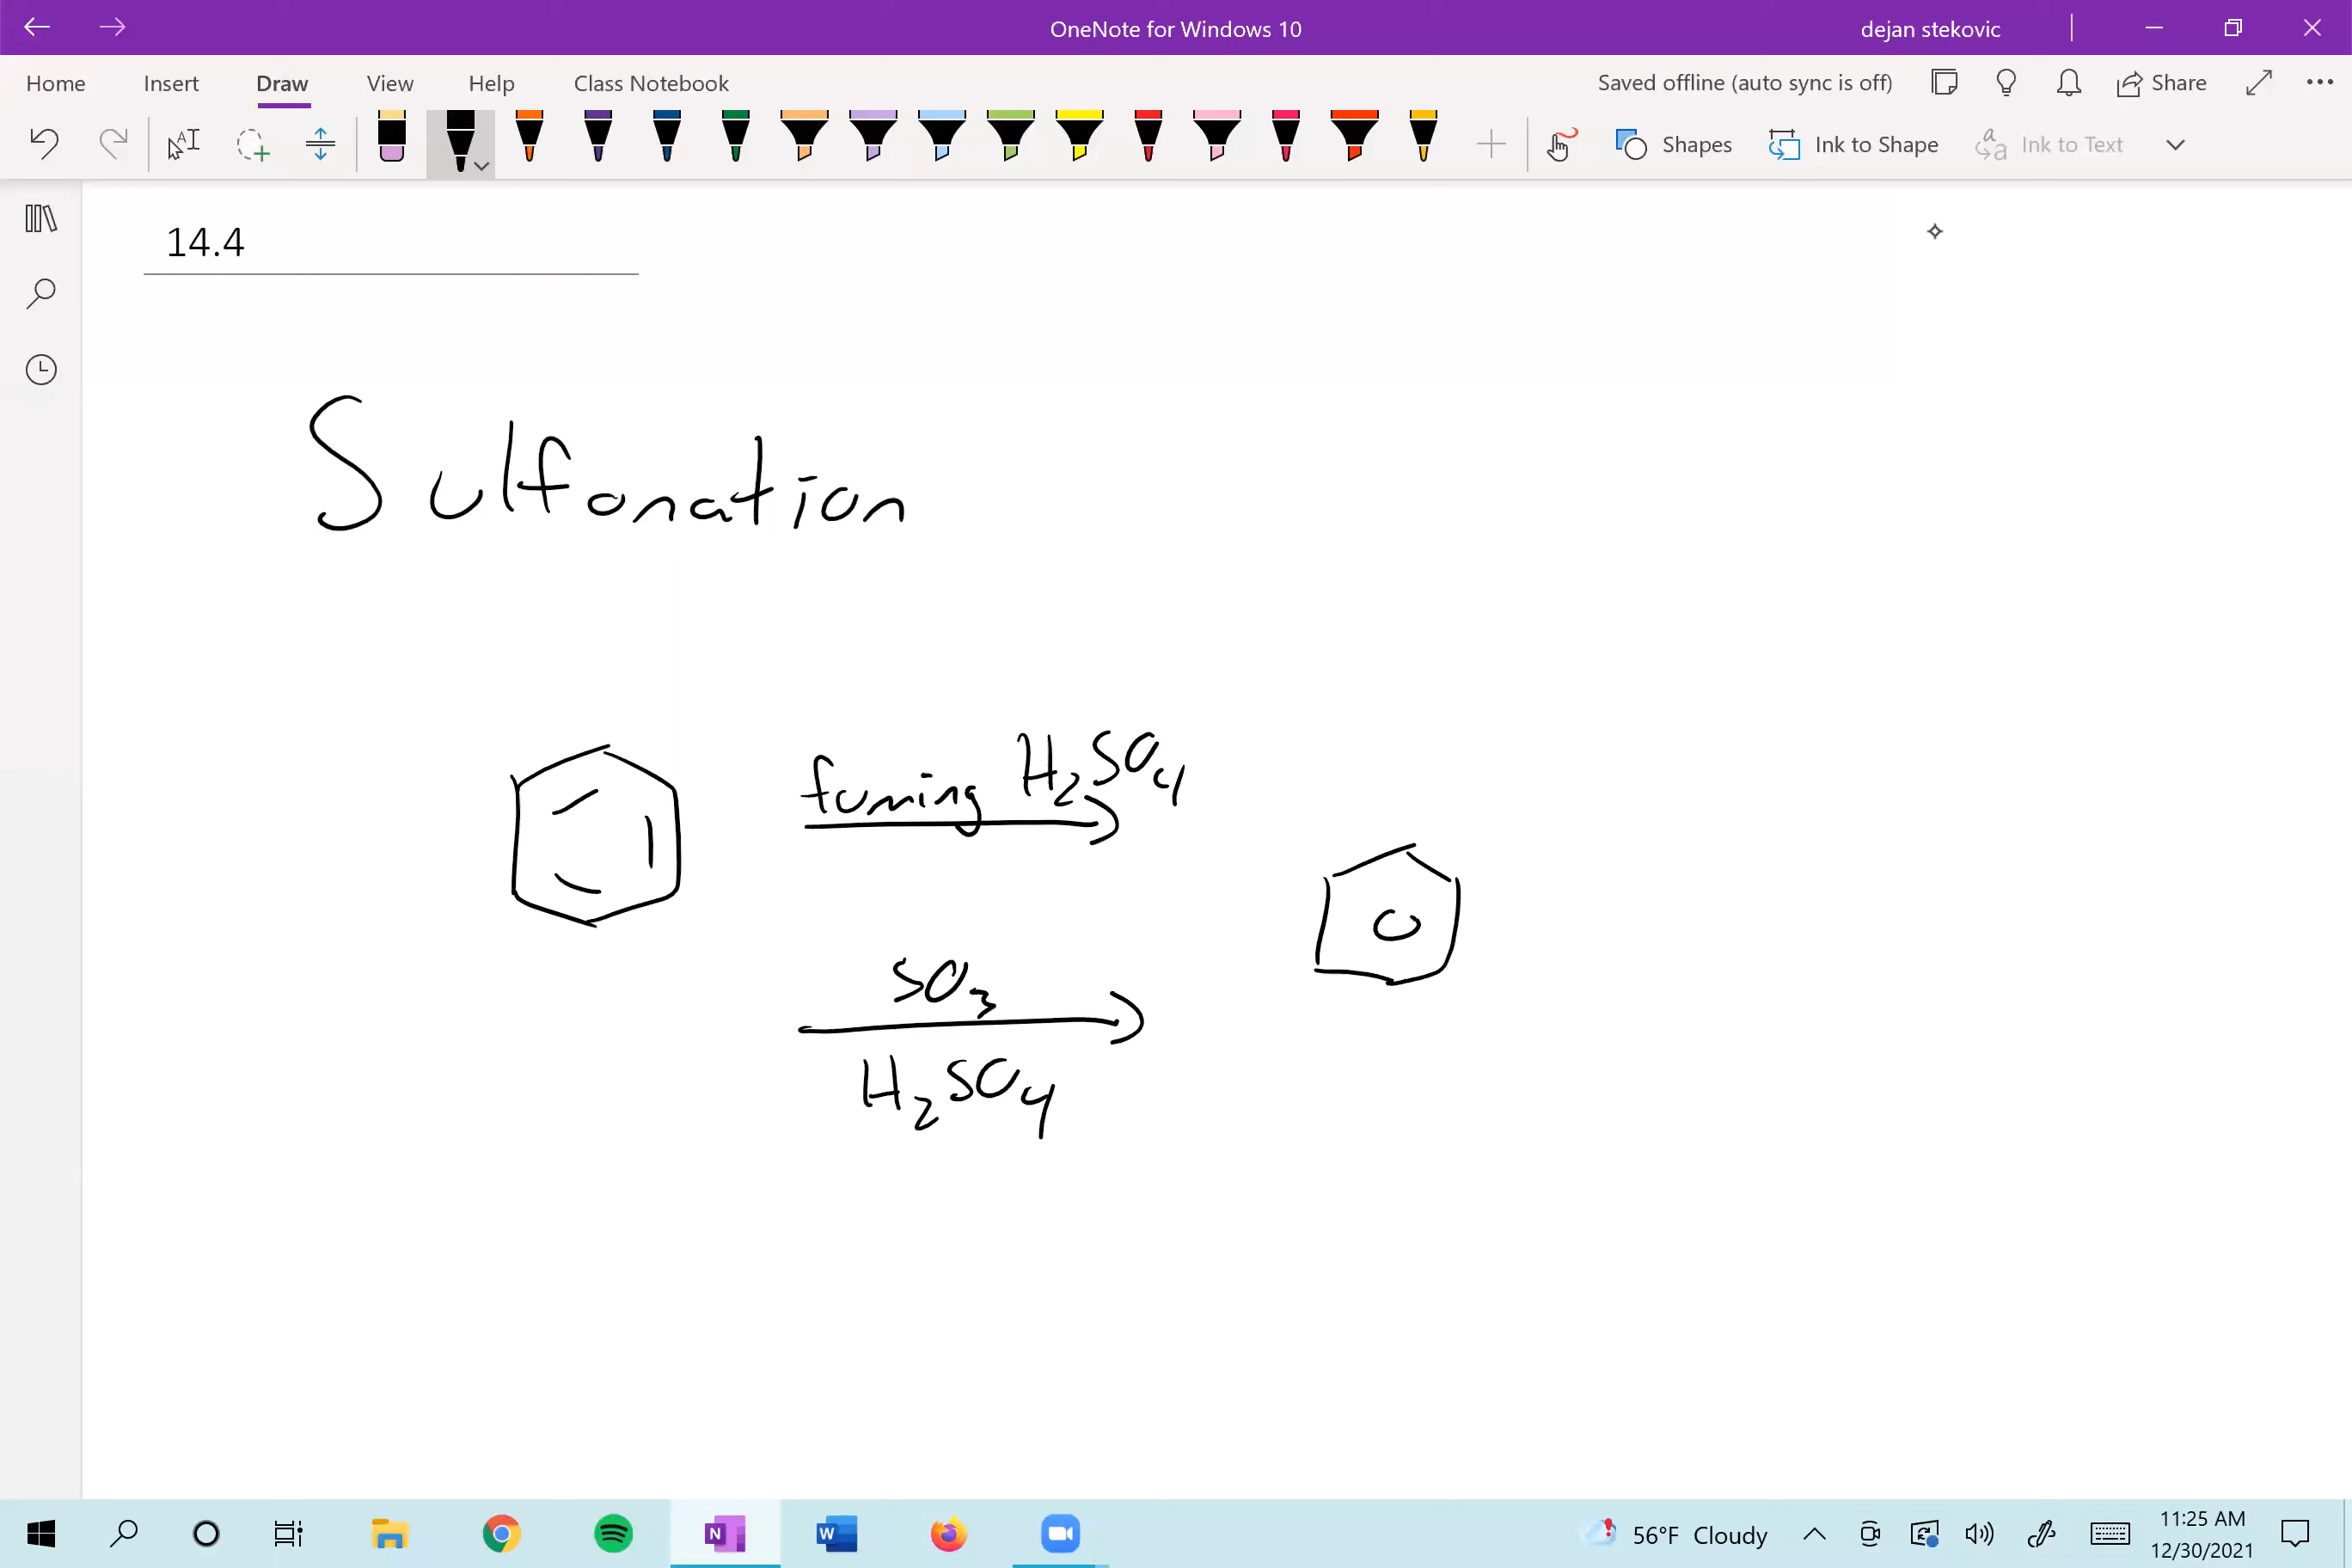 OneNote for Windows 10
dejan stekovic
Home Insert Draw View Help Class Notebook
Saved offline (auto sync is off)
Share
Shapes
Ink to Shape
Ink to Text
14.4
Sulfonation
fuming H₂SO₄
SO₃
H₂SO₄
56°F Cloudy
11:25 AM
12/30/2021